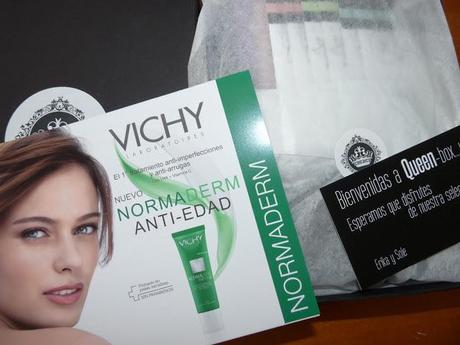 VICHY
LABORATOIRES
El 1er tratamiento anti-imperfecciones
y anti-arrugas
NUEVO
NORMADERM
ANTI-EDAD
VICHY
NORMADERM
Bienvenidas a Queen-box
Esperamos que disfrutes
de nuestra selec
Erika y Sole